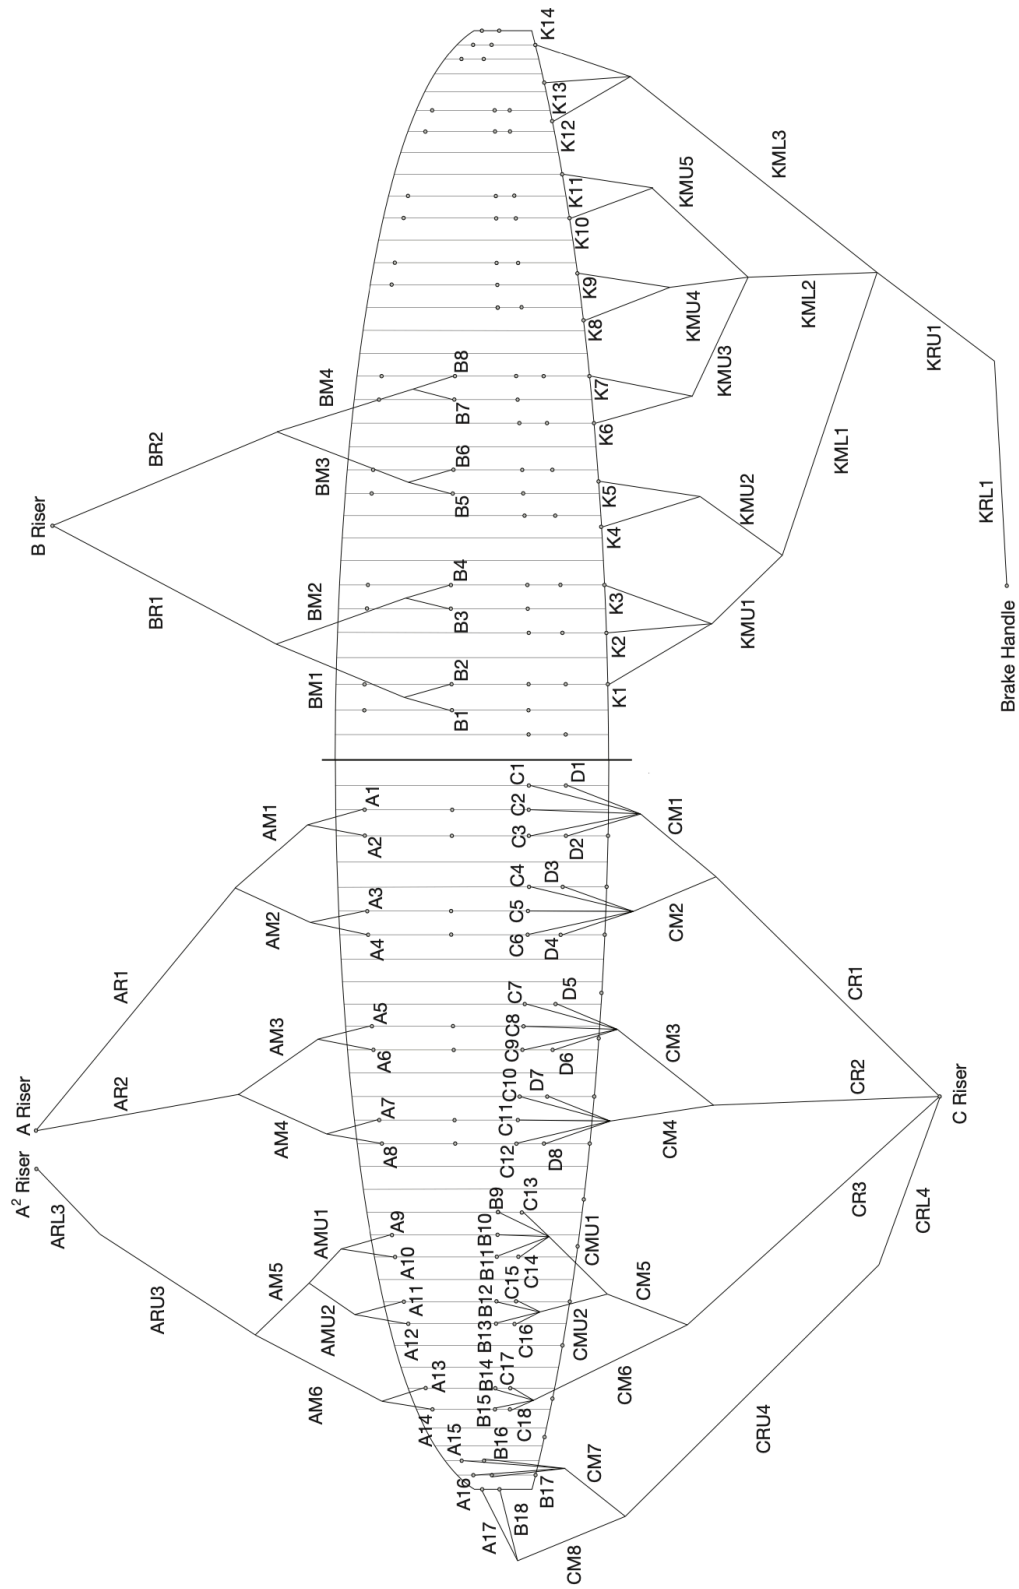 B Riser
BR1
BR2
BM1
BM2
BM3
BM4
B1
B2
B3
B4
B5
B6
B7
B8
K1
K2
K3
K4
K5
K6
K7
K8
K9
K10
K11
K12
K13
K14
KMU1
KMU2
KMU3
KMU4
KMU5
KML1
KML2
KML3
KRU1
KRL1
Brake Handle
A² Riser
A Riser
ARL3
ARU3
AR2
AR1
AM1
AM2
AM3
AM4
AM5
AM6
AMU1
AMU2
A1
A2
A3
A4
A5
A6
A7
A8
A9
A10
A11
A12
A13
A14
A15
A16
A17
B9
B10
B11
B12
B13
B14
B15
B16
B17
B18
C1
C2
C3
C4
C5
C6
C7
C8
C9
C10
C11
C12
C13
C14
C15
C16
C17
C18
D1
D2
D3
D4
D5
D6
D7
D8
CM1
CM2
CM3
CM4
CMU1
CMU2
CM5
CM6
CM7
CM8
CR1
CR2
CR3
CRL4
CRU4
C Riser